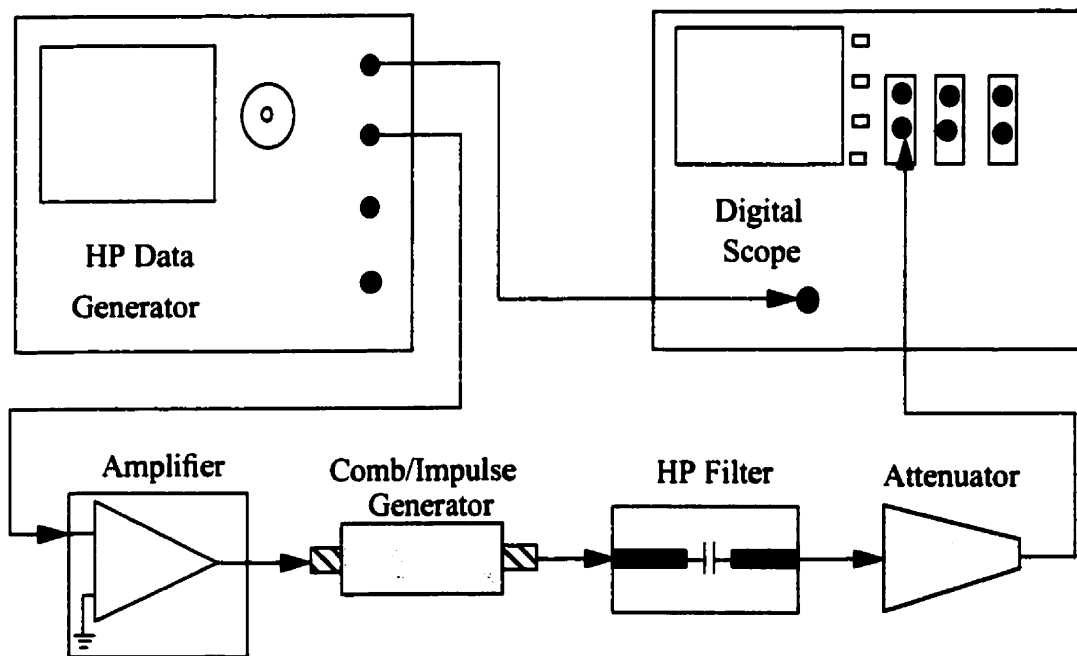 HP Data
Generator
Digital
Scope
Amplifier
Comb/Impulse
Generator
HP Filter
Attenuator